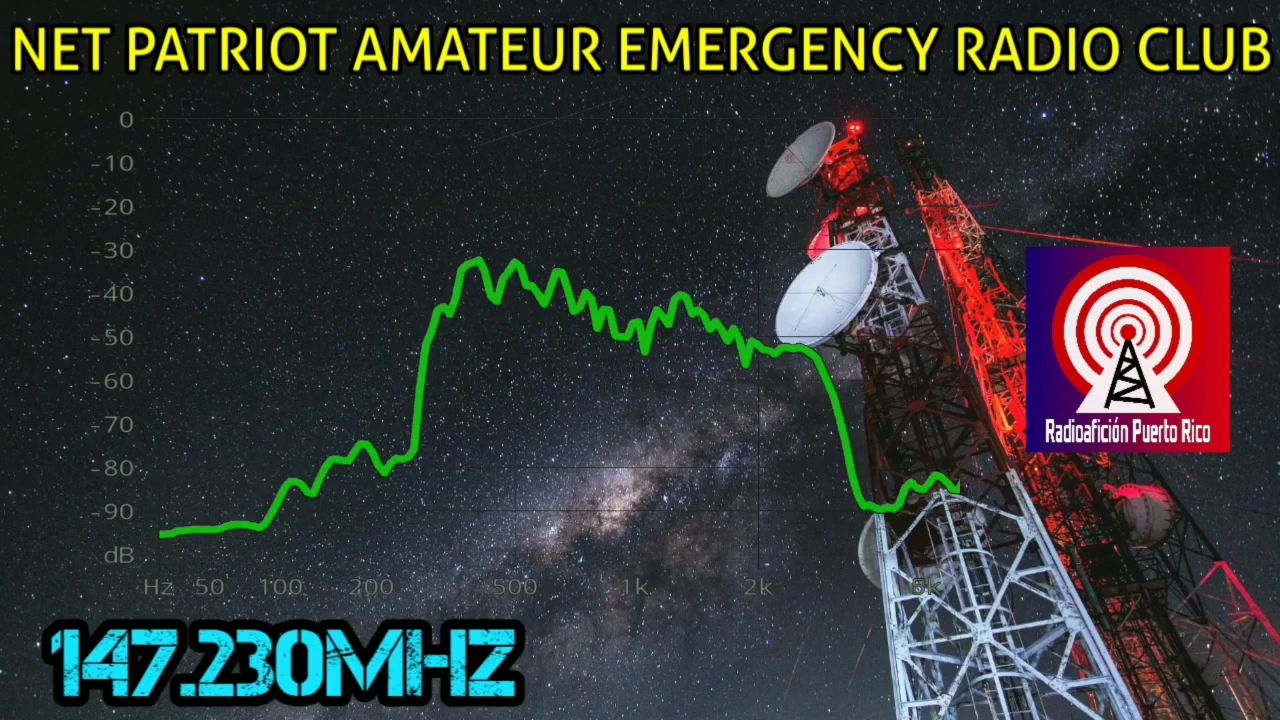 NET PATRIOT AMATEUR EMERGENCY RADIO CLUB
0
-10
-20
-30
-40
-50
-60
-70
-80
-90
dB
Hz 50 100 200 500 1k 2k 5k
Radioafición Puerto Rico
147.230MHZ